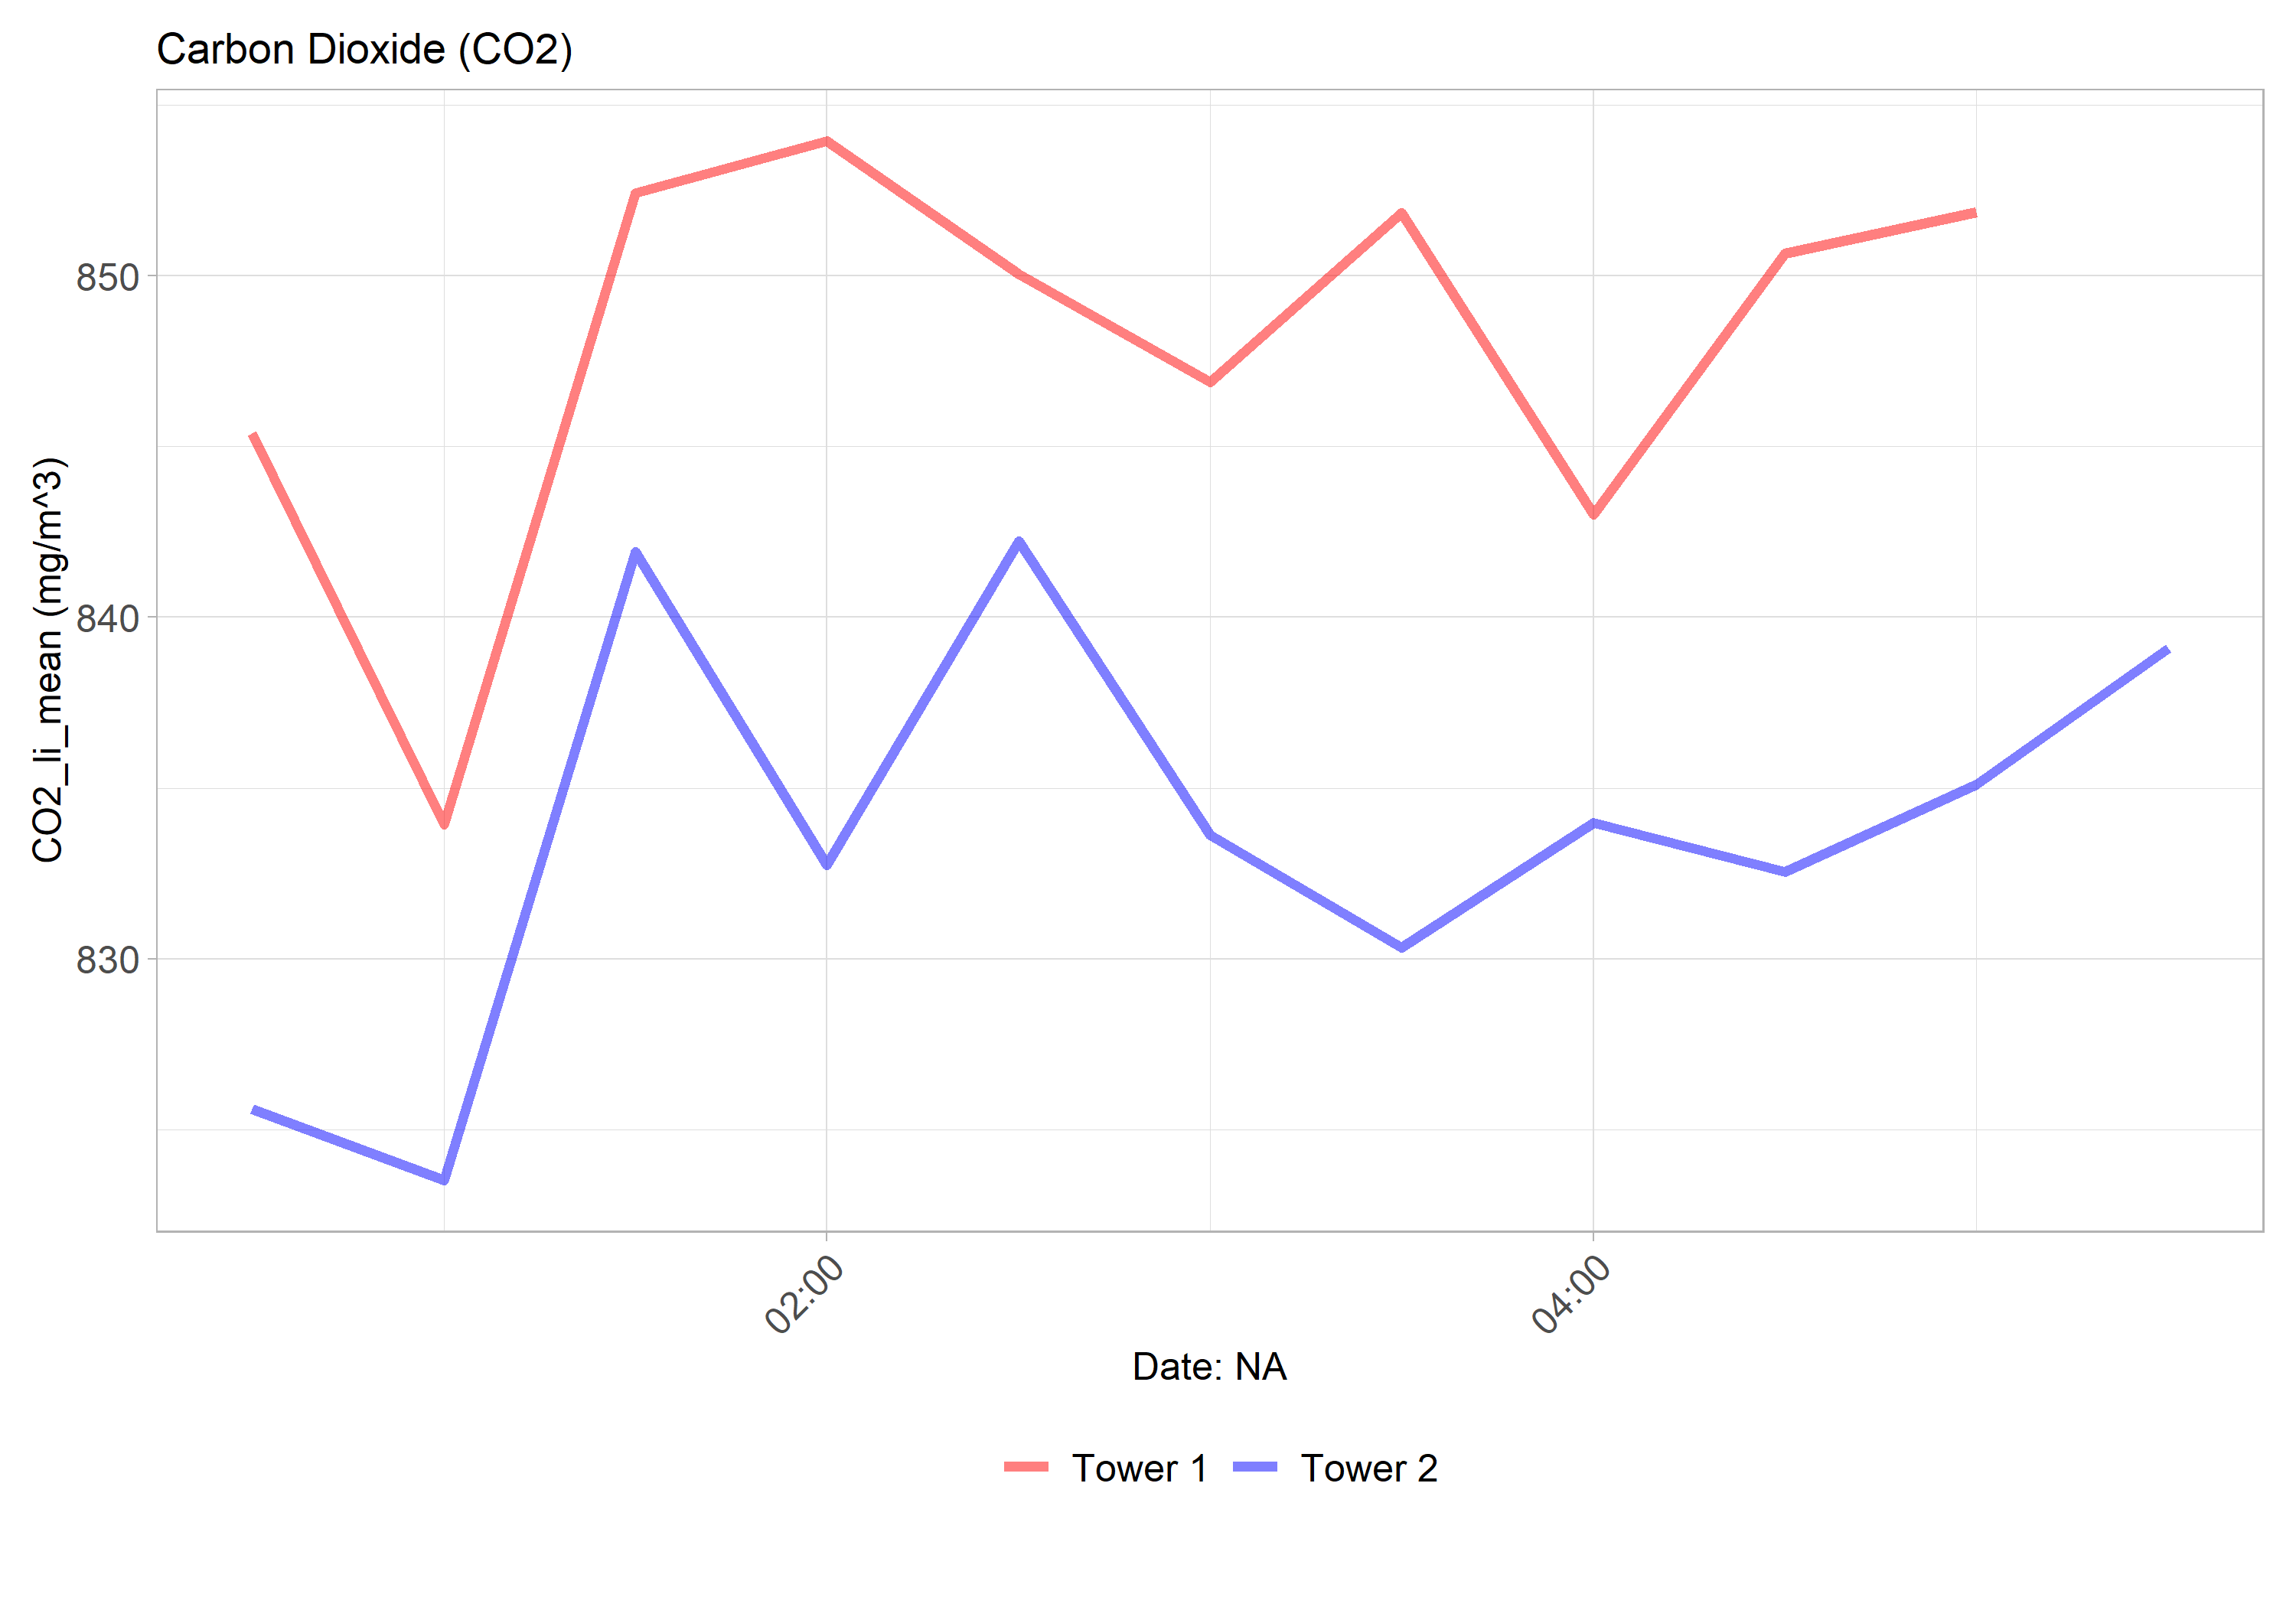 Carbon Dioxide (CO2)
CO2_li_mean (mg/m^3)
850
840
830
02:00
04:00
Date: NA
Tower 1
Tower 2